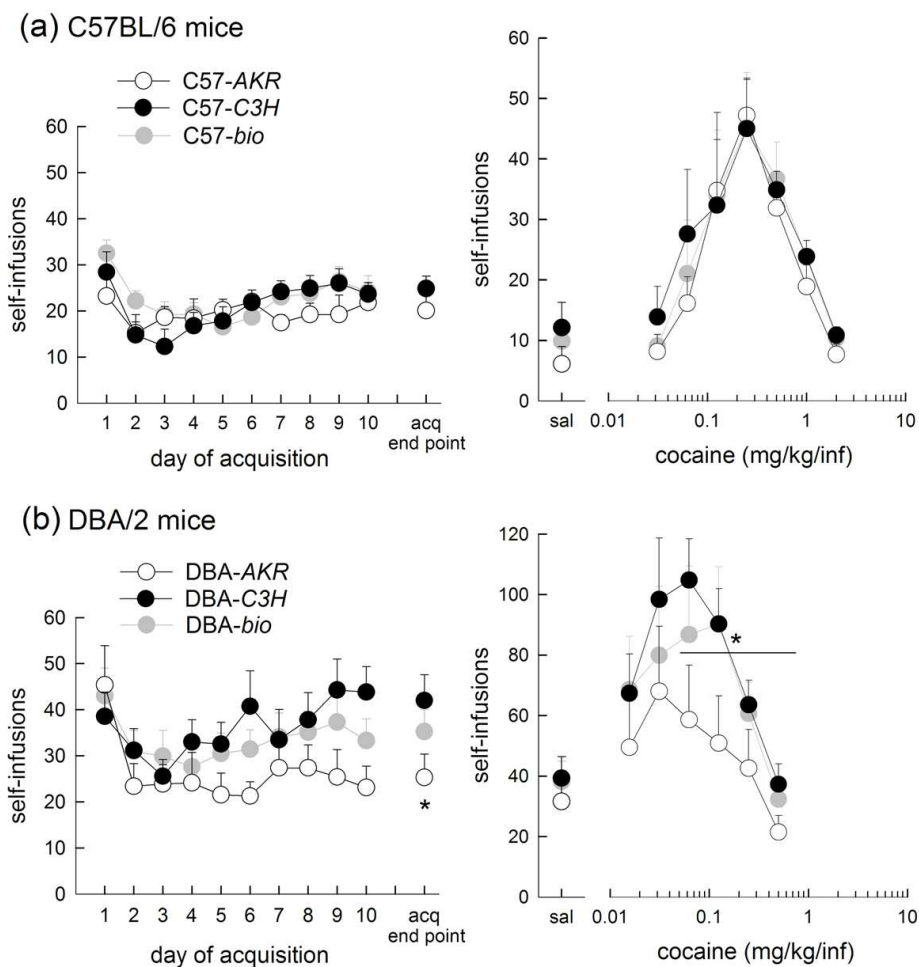 (a) C57BL/6 mice
C57-AKR
C57-C3H
C57-bio
self-infusions
60
50
40
30
20
10
0
1 2 3 4 5 6 7 8 9 10 acq
end point
day of acquisition
self-infusions
60
50
40
30
20
10
0
sal 0.01 0.1 1 10
cocaine (mg/kg/inf)
(b) DBA/2 mice
DBA-AKR
DBA-C3H
DBA-bio
self-infusions
60
50
40
30
20
10
0
*
1 2 3 4 5 6 7 8 9 10 acq
end point
day of acquisition
self-infusions
120
100
80
60
40
20
0
*
sal 0.01 0.1 1 10
cocaine (mg/kg/inf)